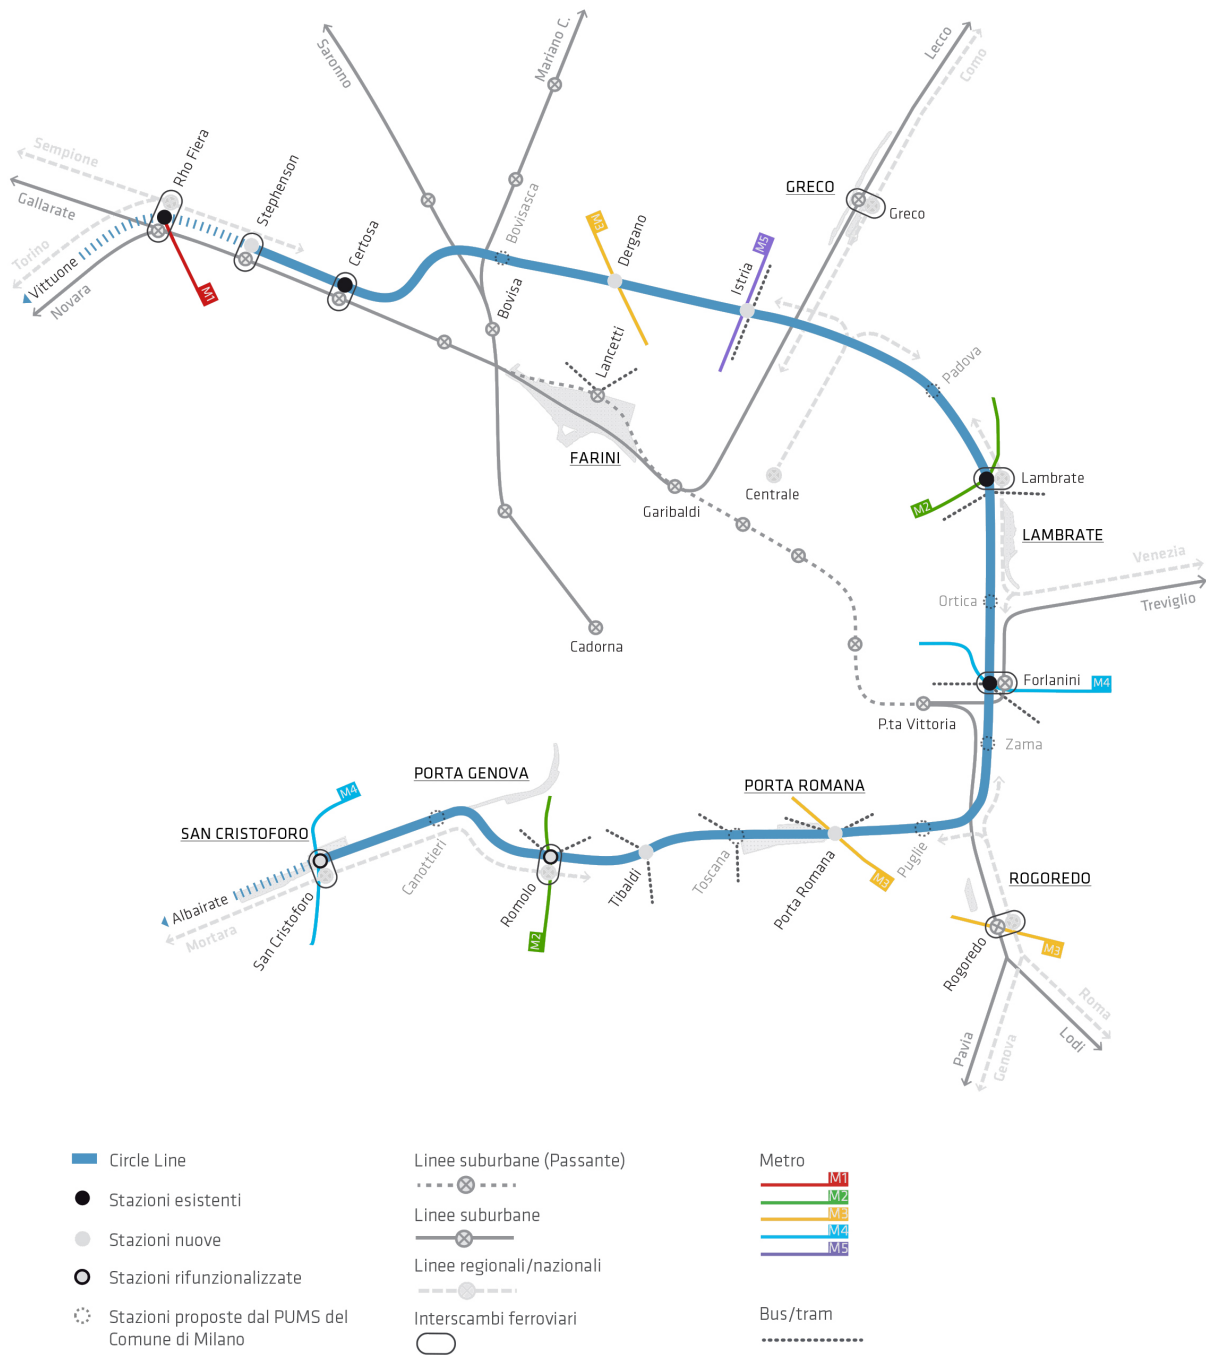 Saronno
Mariano C.
Lecco
Como
Sempione
Rho Fiera
Stephenson
Gallarate
Certosa
Bovisasca
M3
Dergano
M5
GRECO
Greco
Torino
Vittuone
Novara
M1
Istria
Bovisa
Lancetti
Padova
FARINI
Garibaldi
Centrale
M2
Lambrate
LAMBRATE
Venezia
Treviglio
Ortica
Cadorna
Forlanini
M4
P.ta Vittoria
Zama
PORTA GENOVA
PORTA ROMANA
M4
SAN CRISTOFORO
Canottieri
Albairate
Mortara
San Cristoforo
Romolo
M2
Tibaldi
Toscana
Porta Romana
M3
Puglie
ROGOREDO
Rogoredo
M3
Roma
Lodi
Pavia
Genova
Circle Line
Stazioni esistenti
Stazioni nuove
Stazioni rifunzionalizzate
Stazioni proposte dal PUMS del
Comune di Milano
Linee suburbane (Passante)
Linee suburbane
Linee regionali/nazionali
Interscambi ferroviari
Metro
M1
M2
M3
M4
M5
Bus/tram